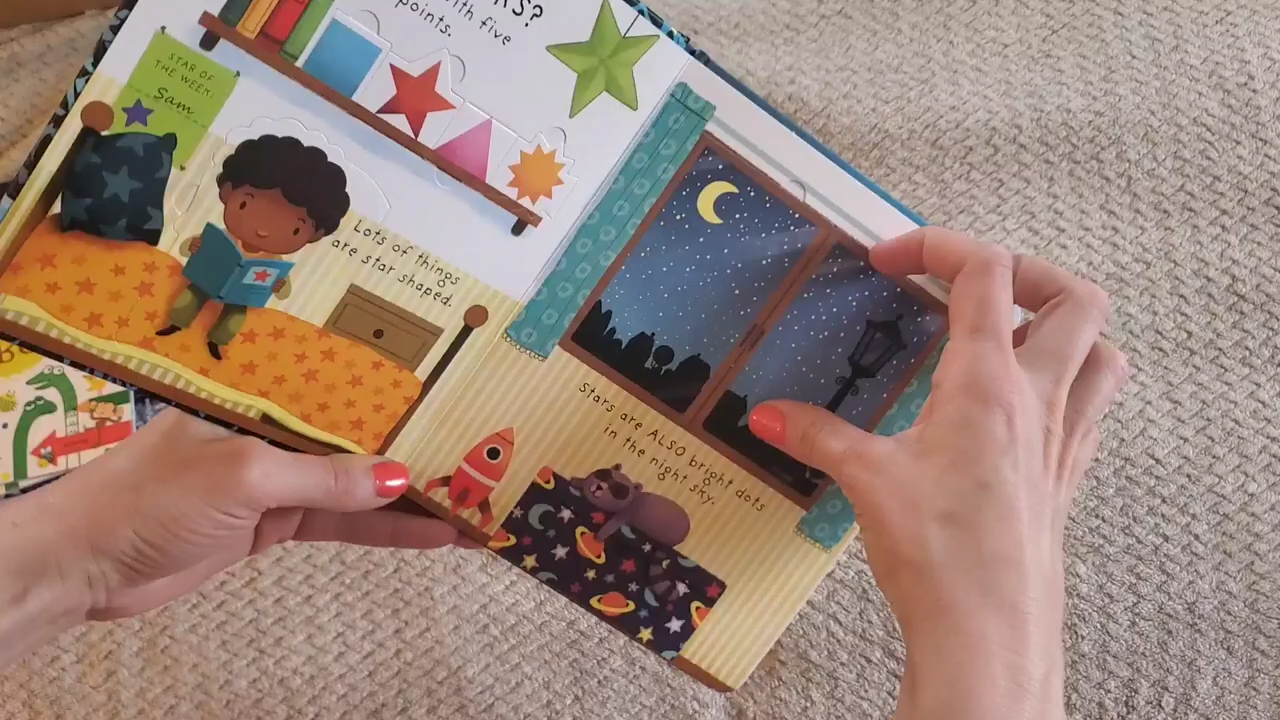 with five
points.
STAR OF
THE WEEK:
Sam
Lots of things
are star shaped.
Stars are ALSO bright dots
in the night sky.